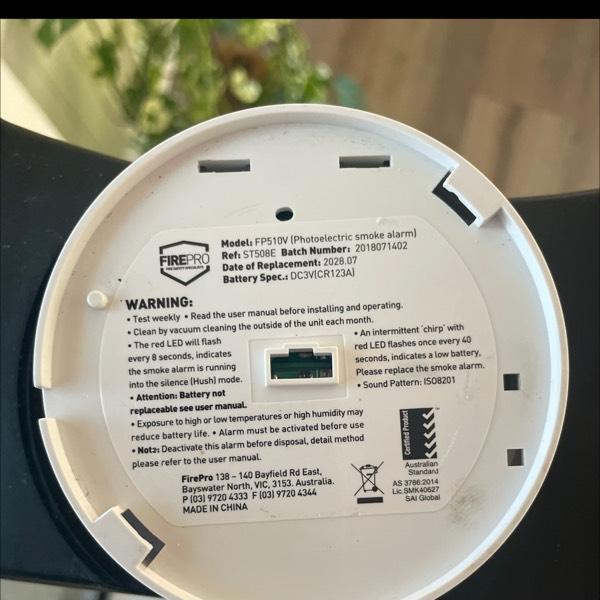 FIREPRO
FIRE SAFETY SPECIALISTS
Model: FP510V (Photoelectric smoke alarm)
Ref: ST508E Batch Number: 2018071402
Date of Replacement: 2028.07
Battery Spec.: DC3V(CR123A)
WARNING:
• Test weekly • Read the user manual before installing and operating.
• Clean by vacuum cleaning the outside of the unit each month.
• The red LED will flash
every 8 seconds, indicates
the smoke alarm is running
into the silence (Hush) mode.
• Attention: Battery not
replaceable see user manual.
• An intermittent 'chirp' with
red LED flashes once every 40
seconds, indicates a low battery,
Please replace the smoke alarm.
• Sound Pattern: ISO8201
• Exposure to high or low temperatures or high humidity may
reduce battery life. • Alarm must be activated before use
• Note: Deactivate this alarm before disposal, detail method
please refer to the user manual.
FirePro 138 – 140 Bayfield Rd East,
Bayswater North, VIC, 3153. Australia.
P (03) 9720 4333 F (03) 9720 4344
MADE IN CHINA
Certified Product
Australian
Standard
AS 3786:2014
Lic.SMK40627
SAI Global